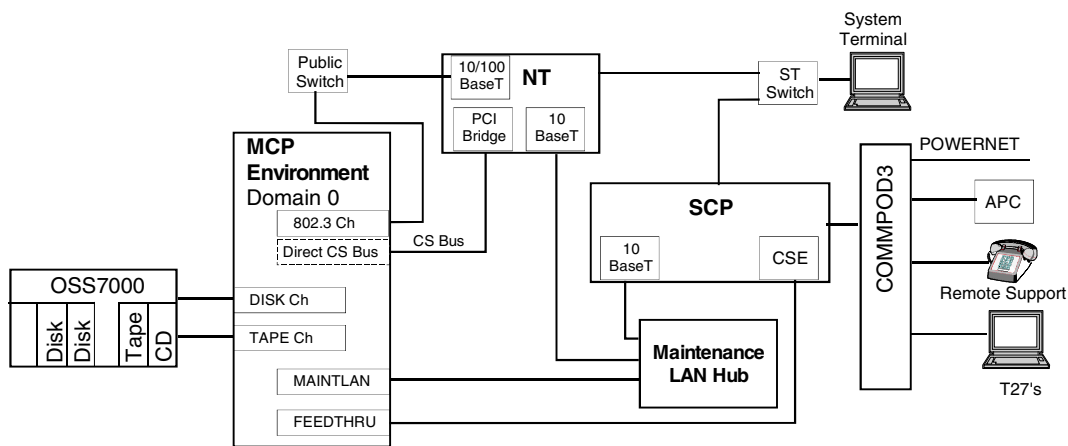 System
Terminal
Public
Switch
10/100
BaseT
NT
ST
Switch
PCI
Bridge
10
BaseT
MCP
Environment
Domain 0
802.3 Ch
Direct CS Bus
CS Bus
DISK Ch
TAPE Ch
MAINTLAN
FEEDTHRU
OSS7000
Disk
Disk
Tape
CD
SCP
10
BaseT
CSE
Maintenance
LAN Hub
COMMPOD3
POWERNET
APC
Remote Support
T27's